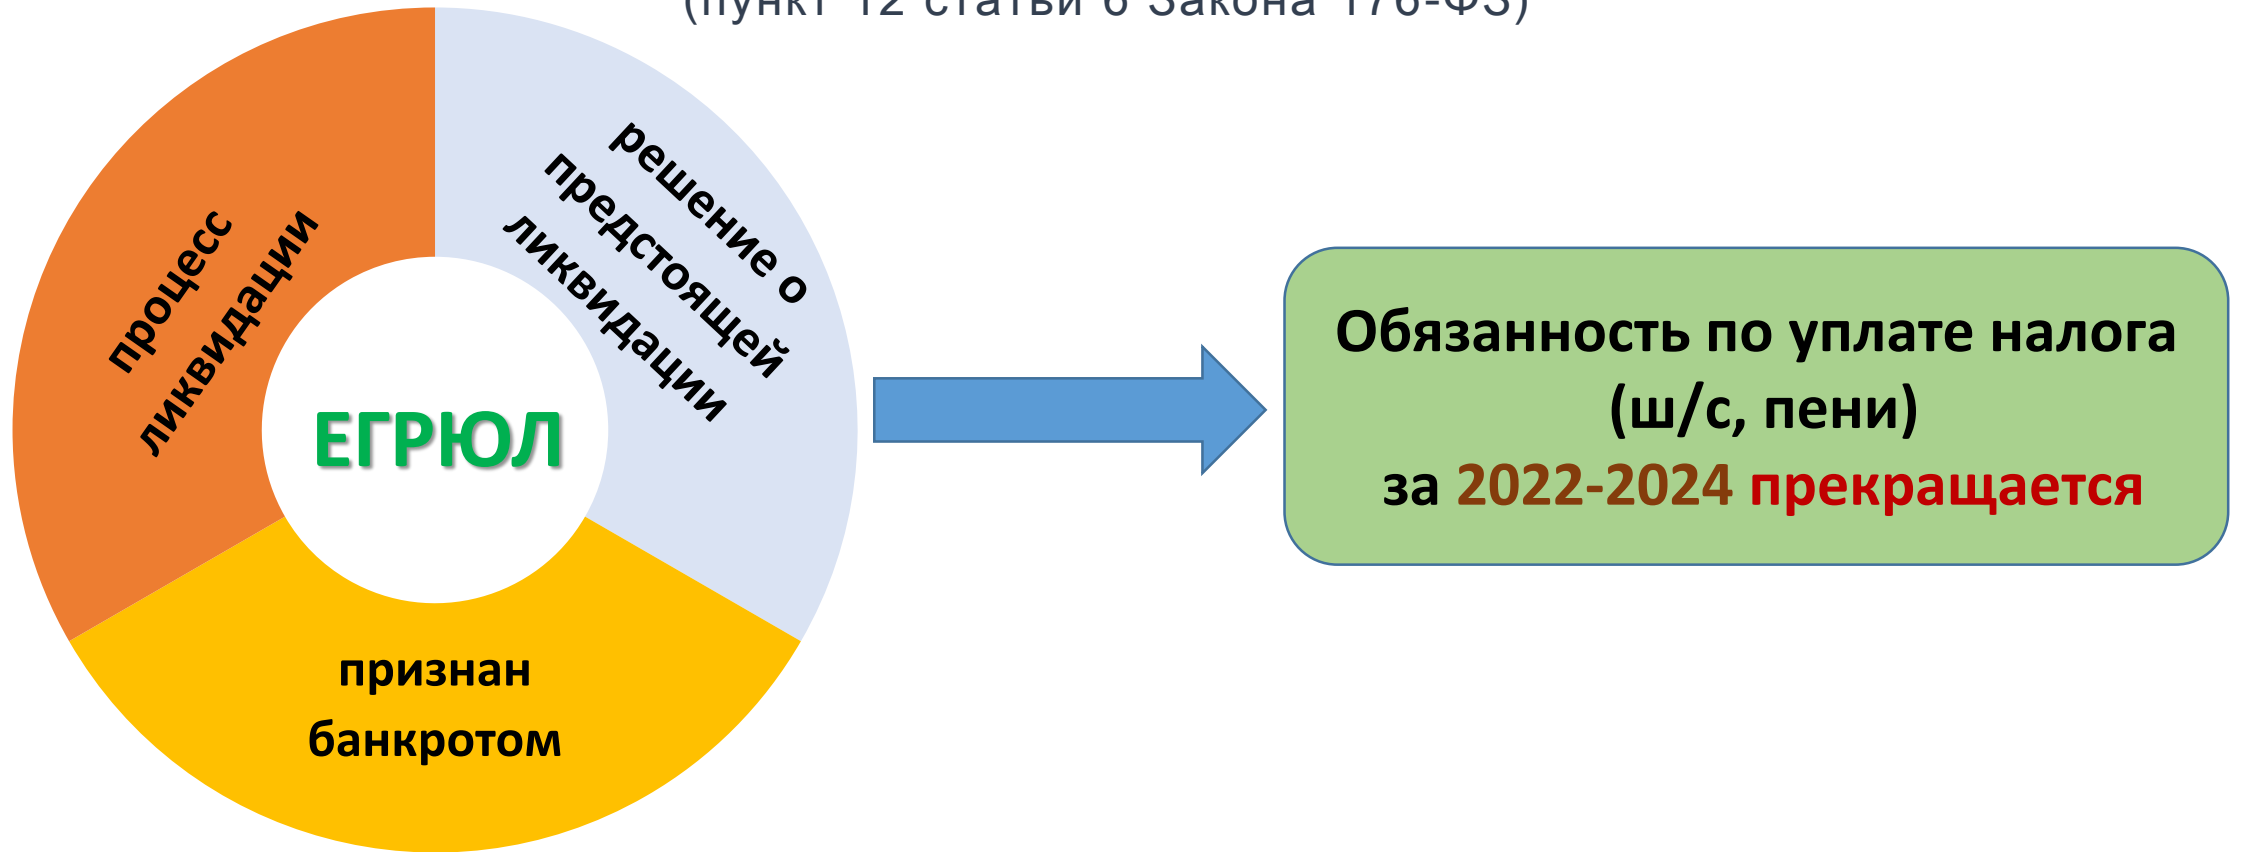 (пункт 12 статьи 6 Закона 176-ФЗ)
решение о
предстоящей
ликвидации
процесс
ликвидации
ЕГРЮЛ
признан
банкротом
Обязанность по уплате налога
(ш/с, пени)
за 2022-2024 прекращается